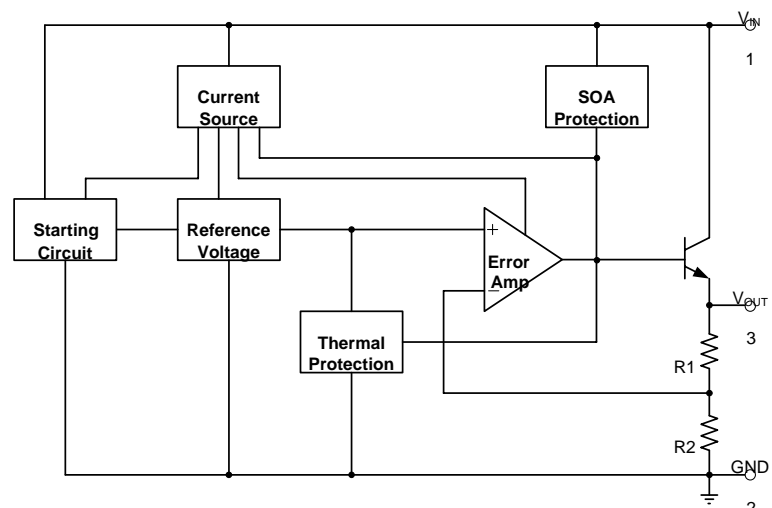 VIN
1
Current
Source
SOA
Protection
Starting
Circuit
Reference
Voltage
+
Error
Amp
−
VOUT
3
Thermal
Protection
R1
R2
GND
2